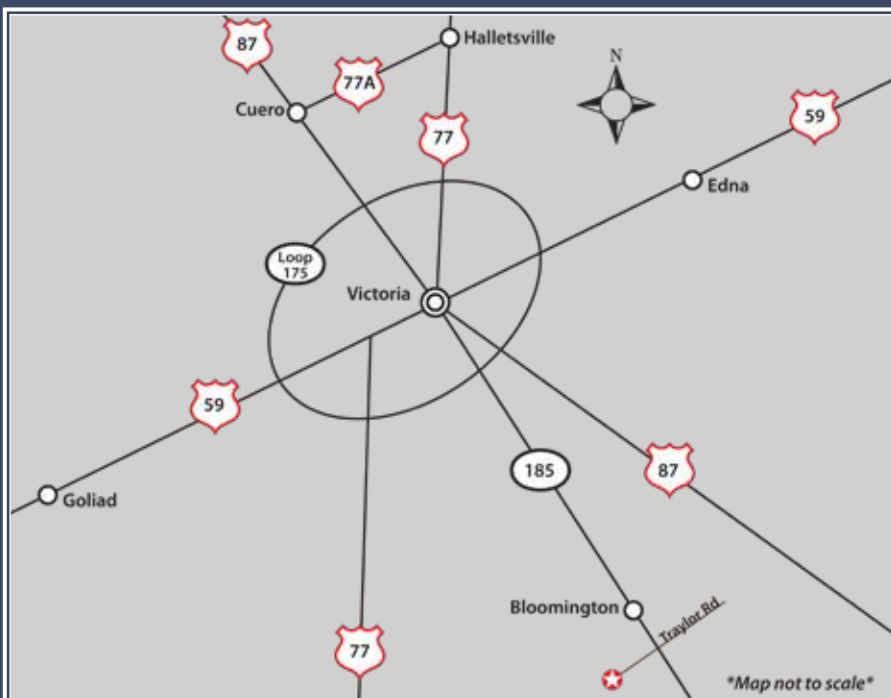 87
Halletsville
77A
N
Cuero
59
77
Edna
Loop
175
Victoria
59
185
87
Goliad
Bloomington
Traylor Rd.
77
*Map not to scale*